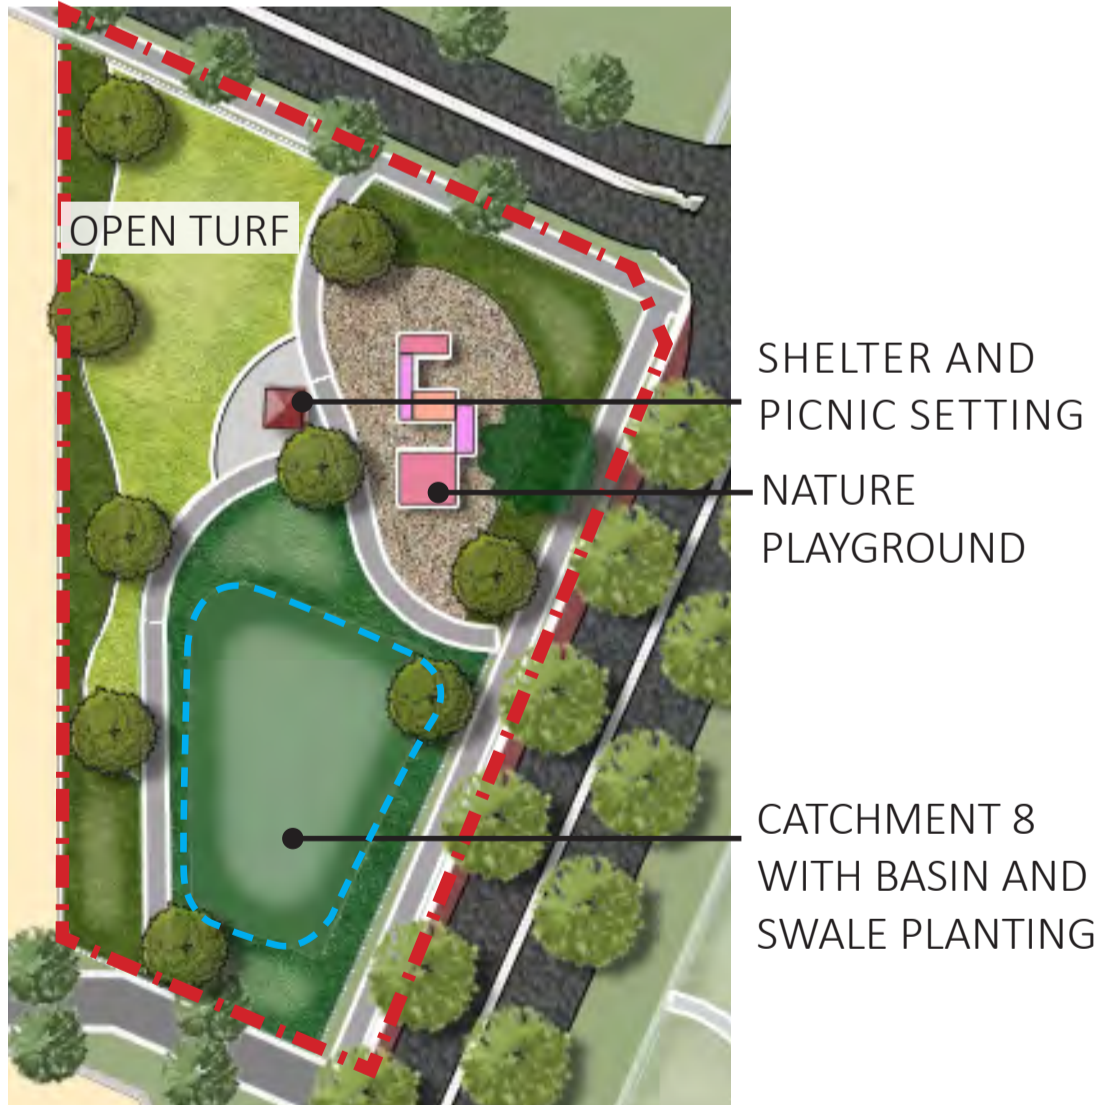 OPEN TURF
SHELTER AND
PICNIC SETTING
NATURE
PLAYGROUND
CATCHMENT 8
WITH BASIN AND
SWALE PLANTING